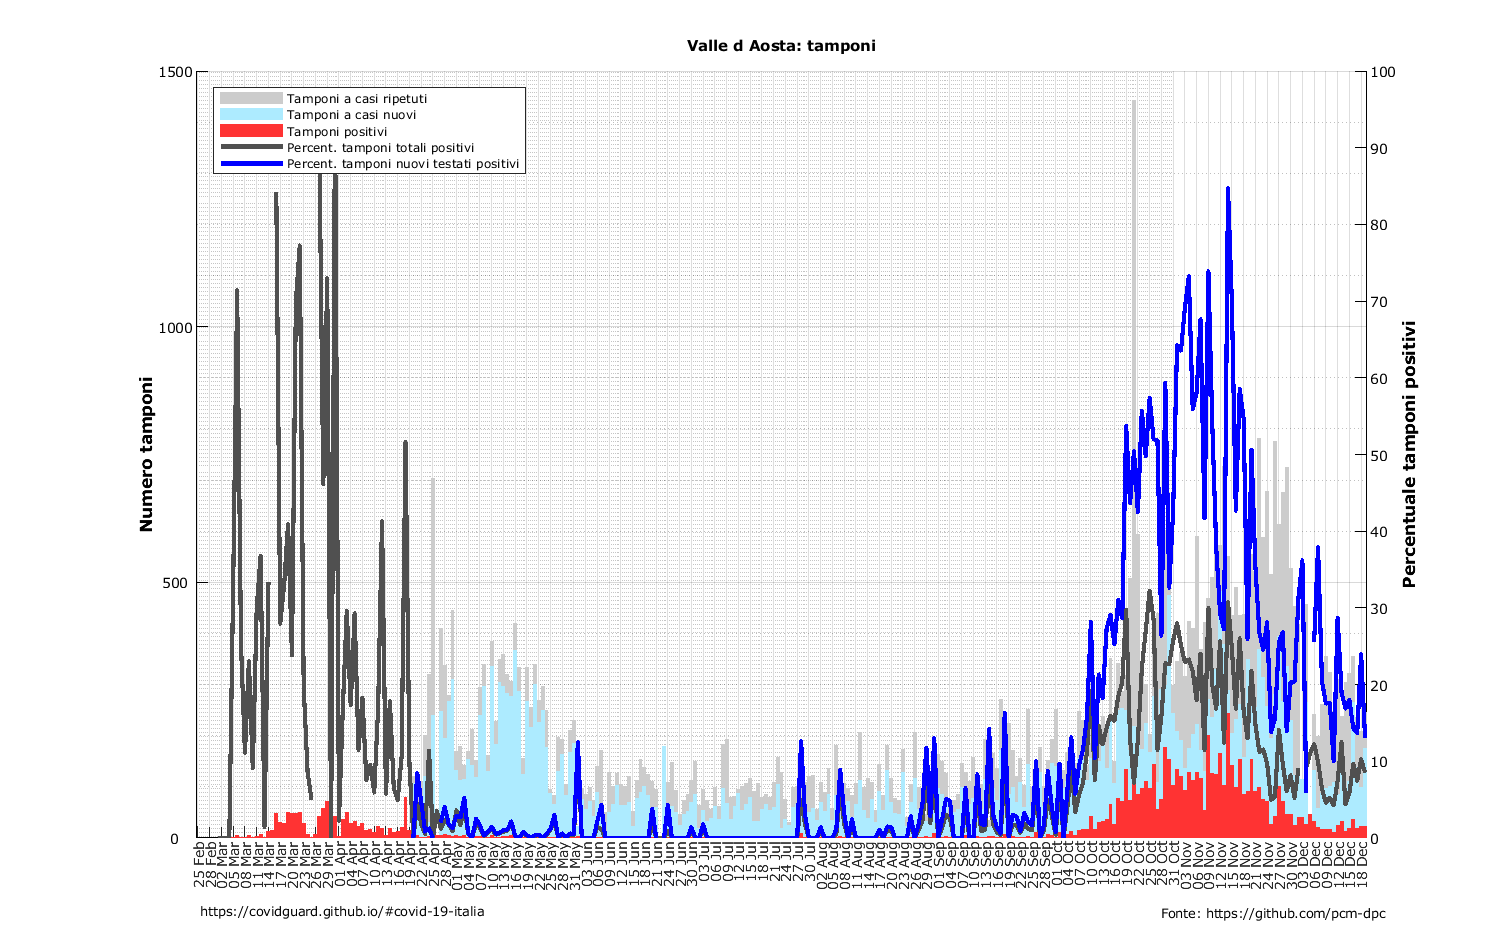 Valle d Aosta: tamponi
1500
1000
500
0
Numero tamponi
Tamponi a casi ripetuti
Tamponi a casi nuovi
Tamponi positivi
Percent. tamponi totali positivi
Percent. tamponi nuovi testati positivi
100
90
80
70
60
50
40
30
20
10
0
Percentuale tamponi positivi
25 Feb
28 Feb
02 Mar
05 Mar
08 Mar
11 Mar
14 Mar
17 Mar
20 Mar
23 Mar
26 Mar
29 Mar
01 Apr
04 Apr
07 Apr
10 Apr
13 Apr
16 Apr
19 Apr
22 Apr
25 Apr
28 Apr
01 May
04 May
07 May
10 May
13 May
16 May
19 May
22 May
25 May
28 May
31 May
03 Jun
06 Jun
09 Jun
12 Jun
15 Jun
18 Jun
21 Jun
24 Jun
27 Jun
30 Jun
03 Jul
06 Jul
09 Jul
12 Jul
15 Jul
18 Jul
21 Jul
24 Jul
27 Jul
30 Jul
02 Aug
05 Aug
08 Aug
11 Aug
14 Aug
17 Aug
20 Aug
23 Aug
26 Aug
29 Aug
01 Sep
04 Sep
07 Sep
10 Sep
13 Sep
16 Sep
19 Sep
22 Sep
25 Sep
28 Sep
01 Oct
04 Oct
07 Oct
10 Oct
13 Oct
16 Oct
19 Oct
22 Oct
25 Oct
28 Oct
31 Oct
03 Nov
06 Nov
09 Nov
12 Nov
15 Nov
18 Nov
21 Nov
24 Nov
27 Nov
30 Nov
03 Dec
06 Dec
09 Dec
12 Dec
15 Dec
18 Dec
https://covidguard.github.io/#covid-19-italia
Fonte: https://github.com/pcm-dpc